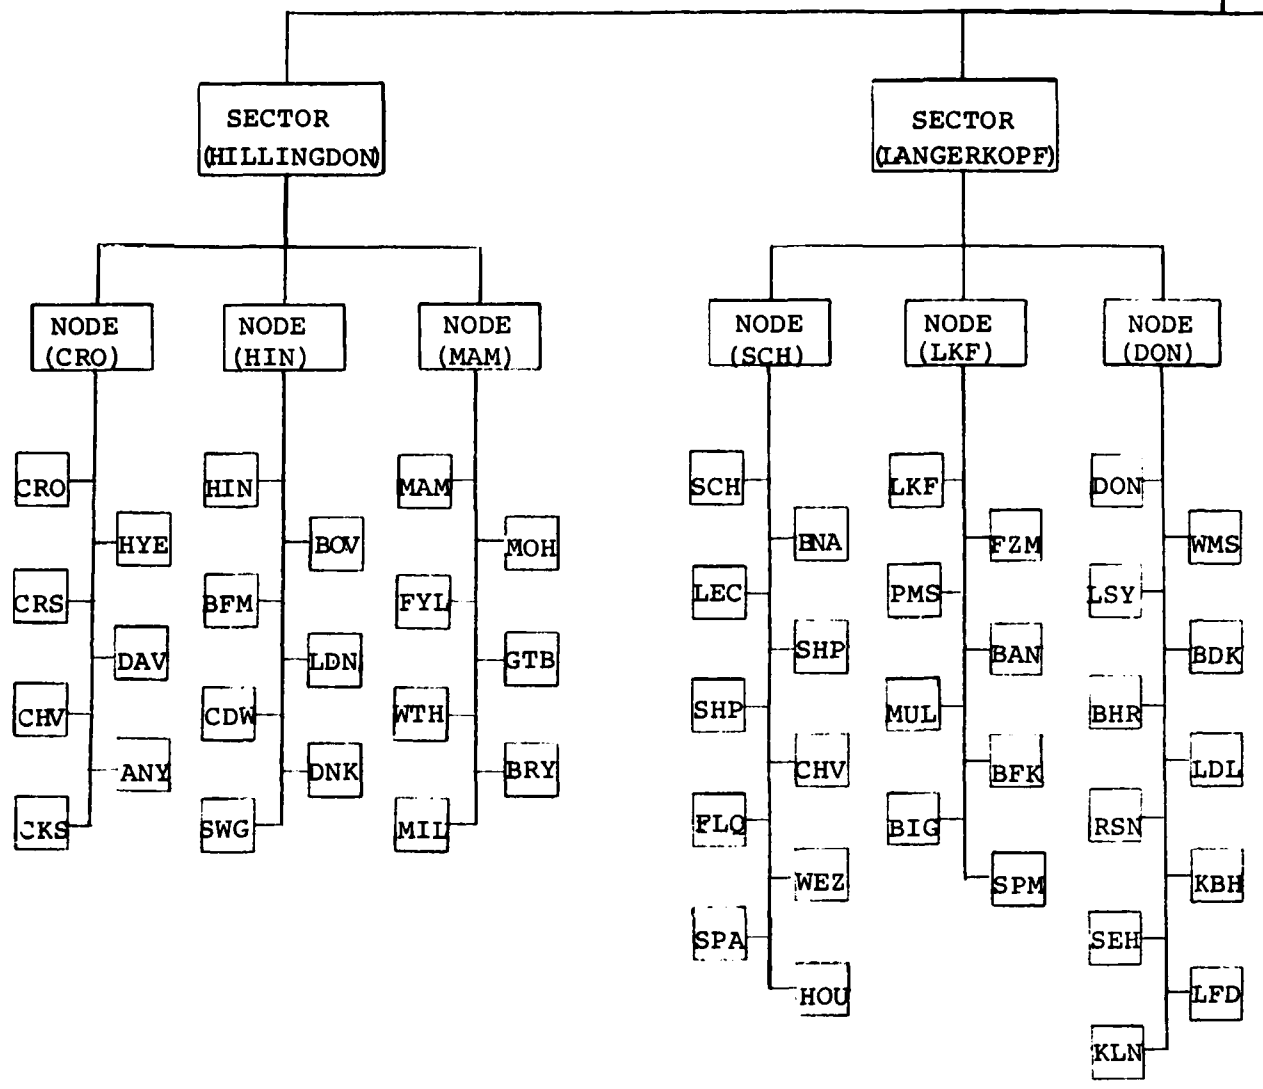 SECTOR
(HILLINGDON)
SECTOR
(LANGERKOPF)
NODE
(CRO)
NODE
(HIN)
NODE
(MAM)
NODE
(SCH)
NODE
(LKF)
NODE
(DON)
CRO
HYE
CRS
DAV
CHV
ANY
CKS
HIN
BOV
BFM
LDN
CDW
DNK
SWG
MAM
MOH
FYL
GTB
WTH
BRY
MIL
SCH
BNA
LEC
SHP
SHP
CHV
FLO
WEZ
SPA
HOU
LKF
FZM
PMS
BAN
MUL
BFK
BIG
SPM
DON
WMS
LSY
BDK
BHR
LDL
RSN
KBH
SEH
LFD
KLN